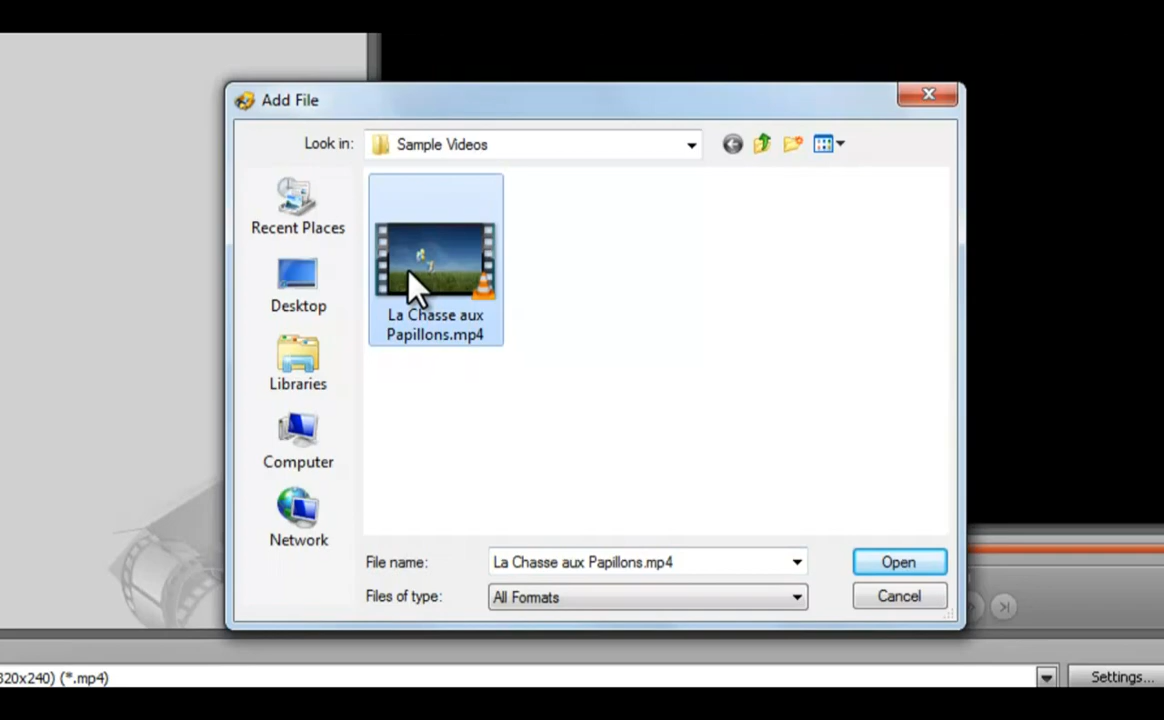 Add File
Look in:
Sample Videos
Recent Places
Desktop
Libraries
Computer
Network
La Chasse aux
Papillons.mp4
File name:
La Chasse aux Papillons.mp4
Open
Files of type:
All Formats
Cancel
320x240) (*.mp4)
Settings...